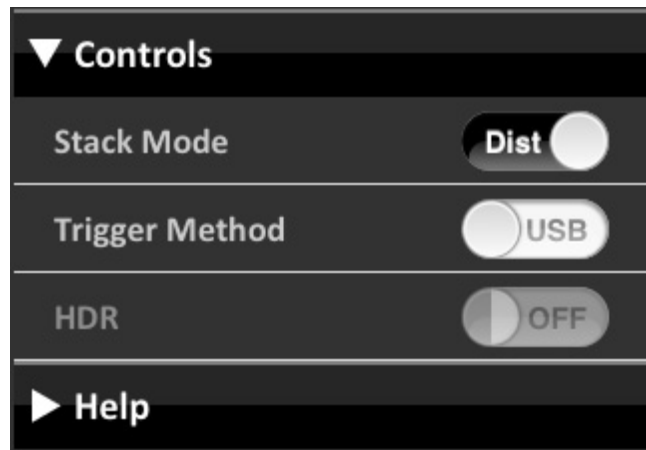 Controls
Stack Mode Dist
Trigger Method USB
HDR OFF
Help